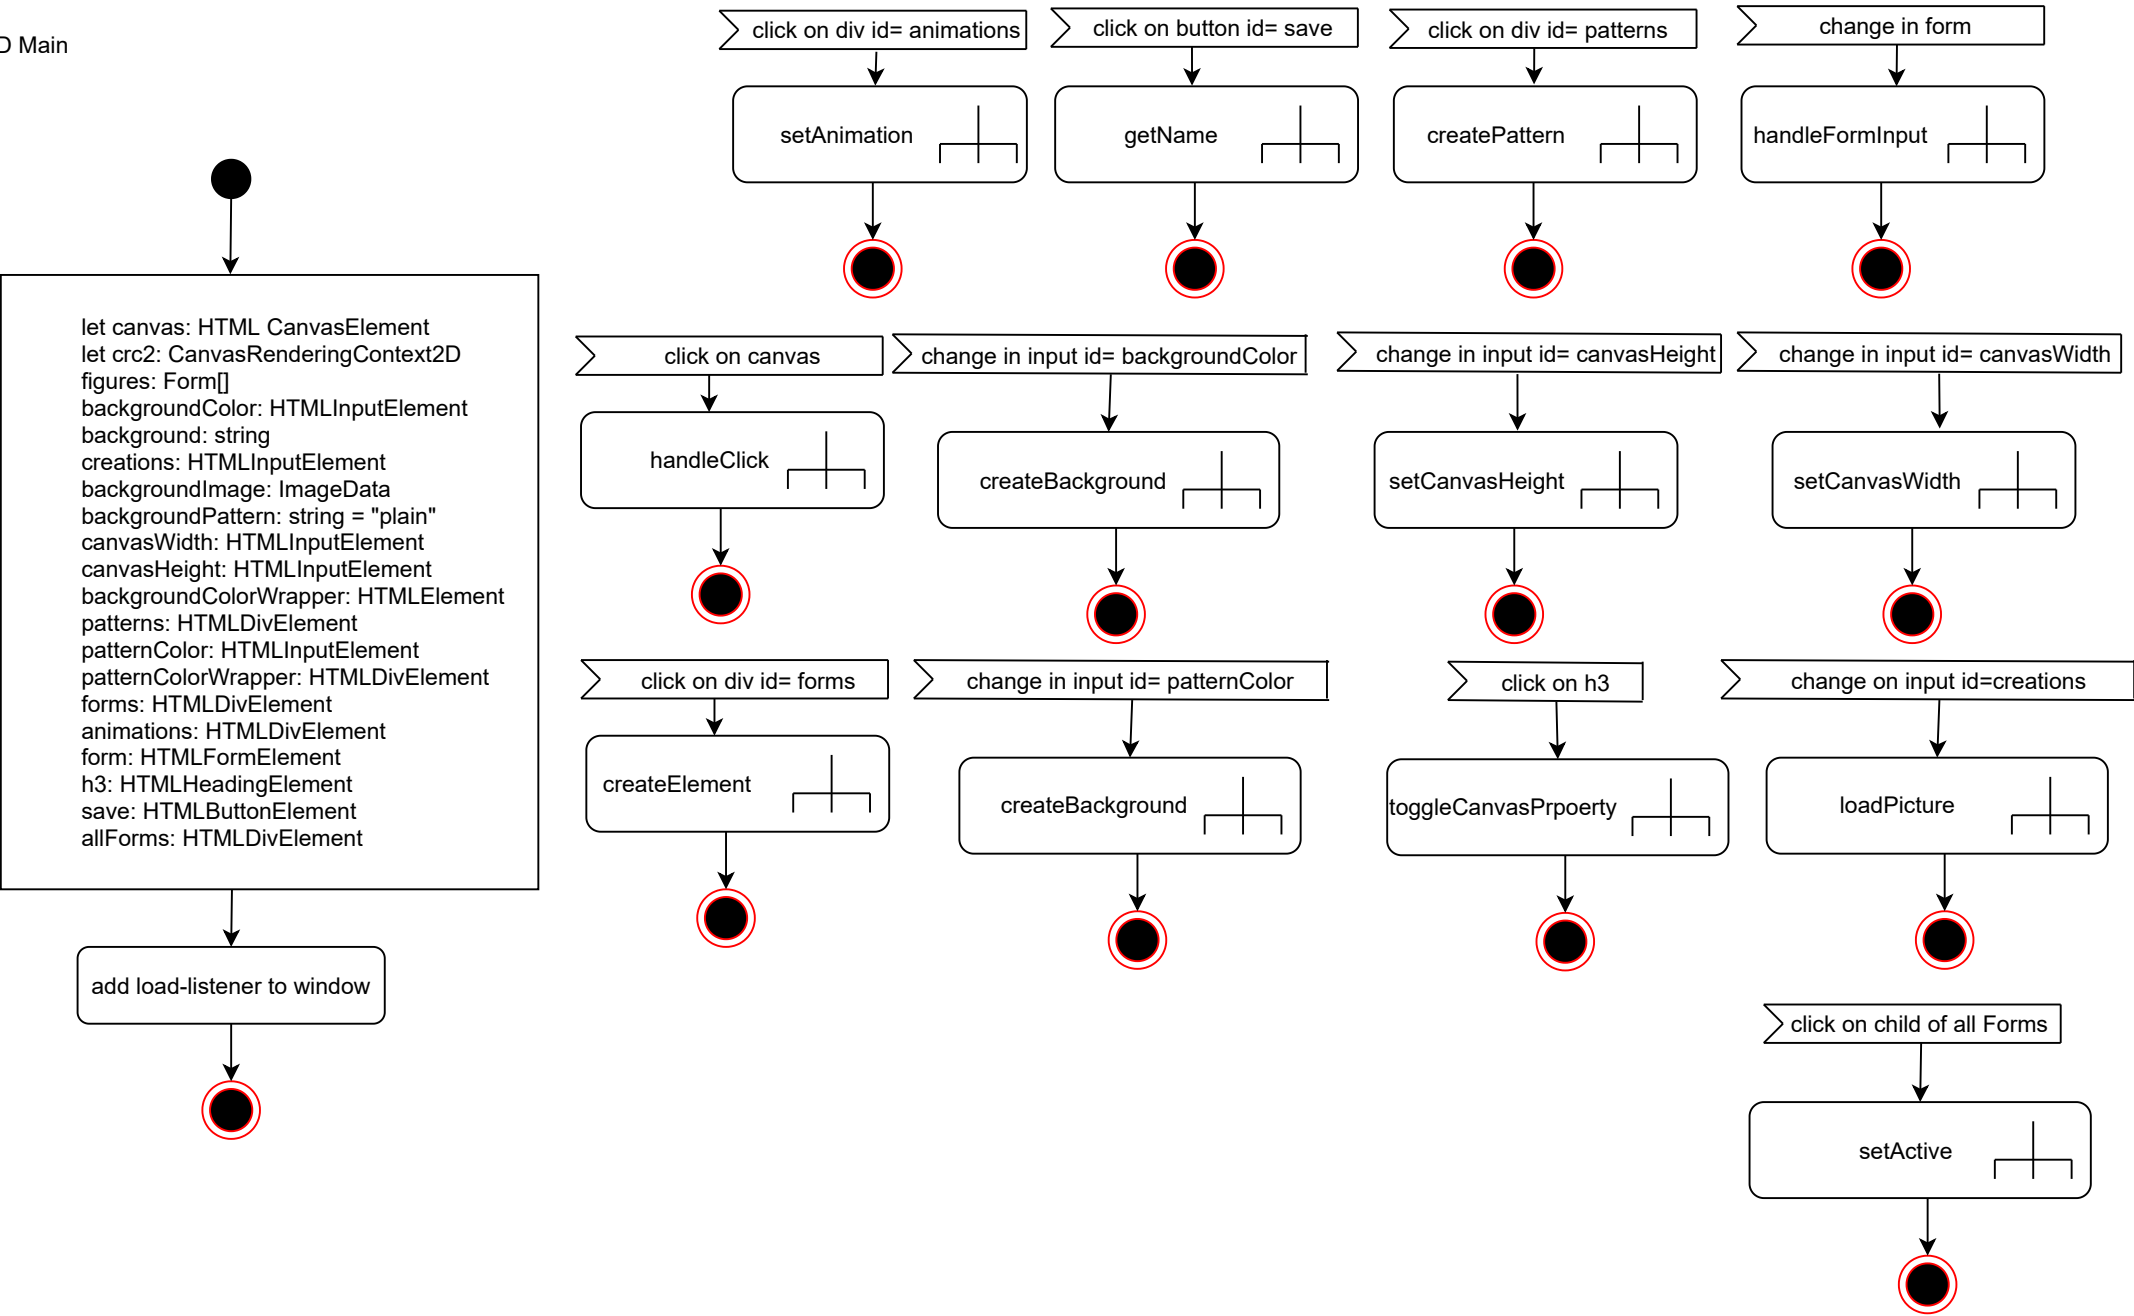 D Main
click on div id= animations
click on button id= save
click on div id= patterns
change in form
setAnimation
getName
createPattern
handleFormInput
let canvas: HTML CanvasElement
let crc2: CanvasRenderingContext2D
figures: Form[]
backgroundColor: HTMLInputElement
background: string
creations: HTMLInputElement
backgroundImage: ImageData
backgroundPattern: string = "plain"
canvasWidth: HTMLInputElement
canvasHeight: HTMLInputElement
backgroundColorWrapper: HTMLElement
patterns: HTMLDivElement
patternColor: HTMLInputElement
patternColorWrapper: HTMLDivElement
forms: HTMLDivElement
animations: HTMLDivElement
form: HTMLFormElement
h3: HTMLHeadingElement
save: HTMLButtonElement
allForms: HTMLDivElement
click on canvas
change in input id= backgroundColor
change in input id= canvasHeight
change in input id= canvasWidth
handleClick
createBackground
setCanvasHeight
setCanvasWidth
click on div id= forms
change in input id= patternColor
click on h3
change on input id=creations
createElement
createBackground
toggleCanvasPrpoerty
loadPicture
add load-listener to window
click on child of all Forms
setActive